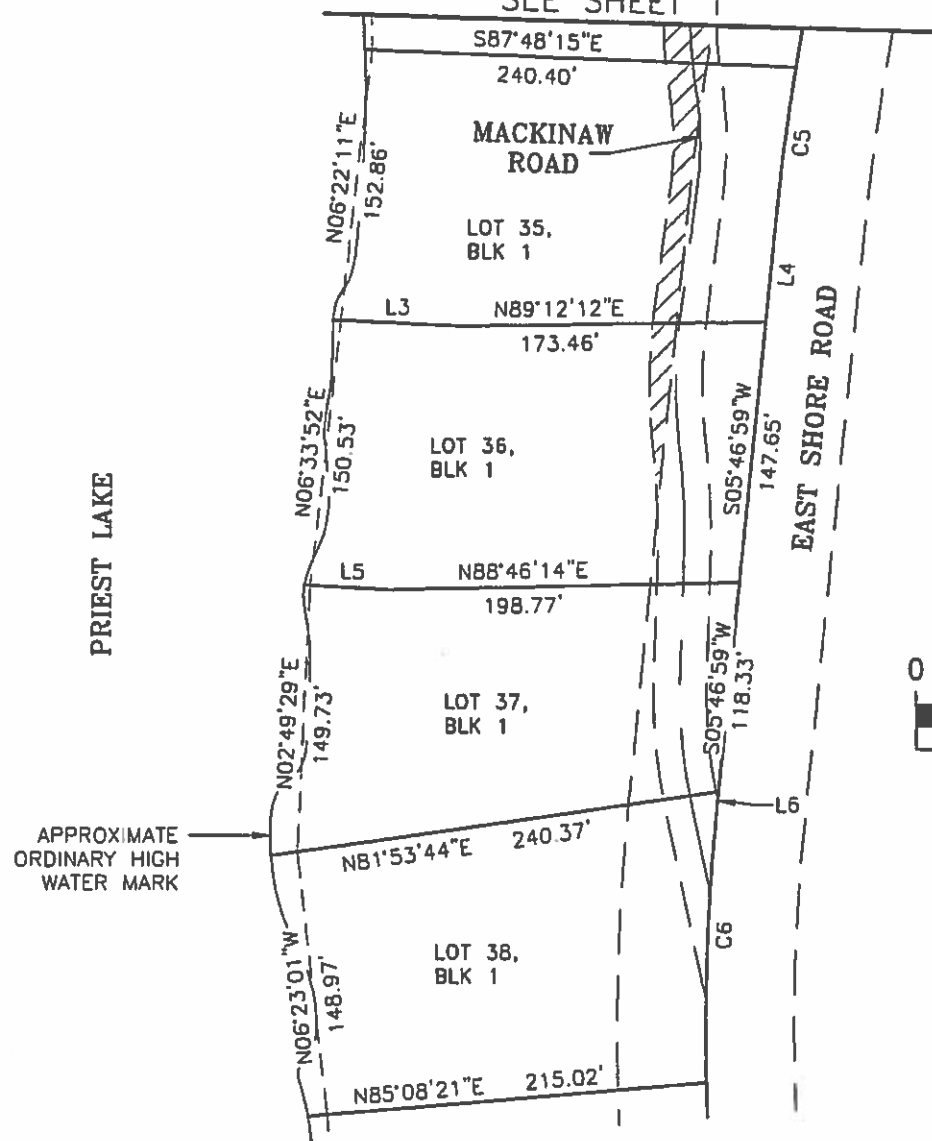 SEE SHEET 1
S87°48'15"E
240.40'
MACKINAW
ROAD
C5
N06°22'11"E
152.86'
LOT 35,
BLK 1
L4
L3
N89°12'12"E
173.46'
EAST SHORE ROAD
N06°33'52"E
150.53'
LOT 36,
BLK 1
S05°46'59"W
147.65'
PRIEST LAKE
L5
N88°46'14"E
198.77'
N02°49'29"E
149.73'
LOT 37,
BLK 1
S05°46'59"W
118.33'
0
L6
APPROXIMATE
ORDINARY HIGH
WATER MARK
N81°53'44"E
240.37'
C6
N06°23'01"W
148.97'
LOT 38,
BLK 1
N85°08'21"E
215.02'